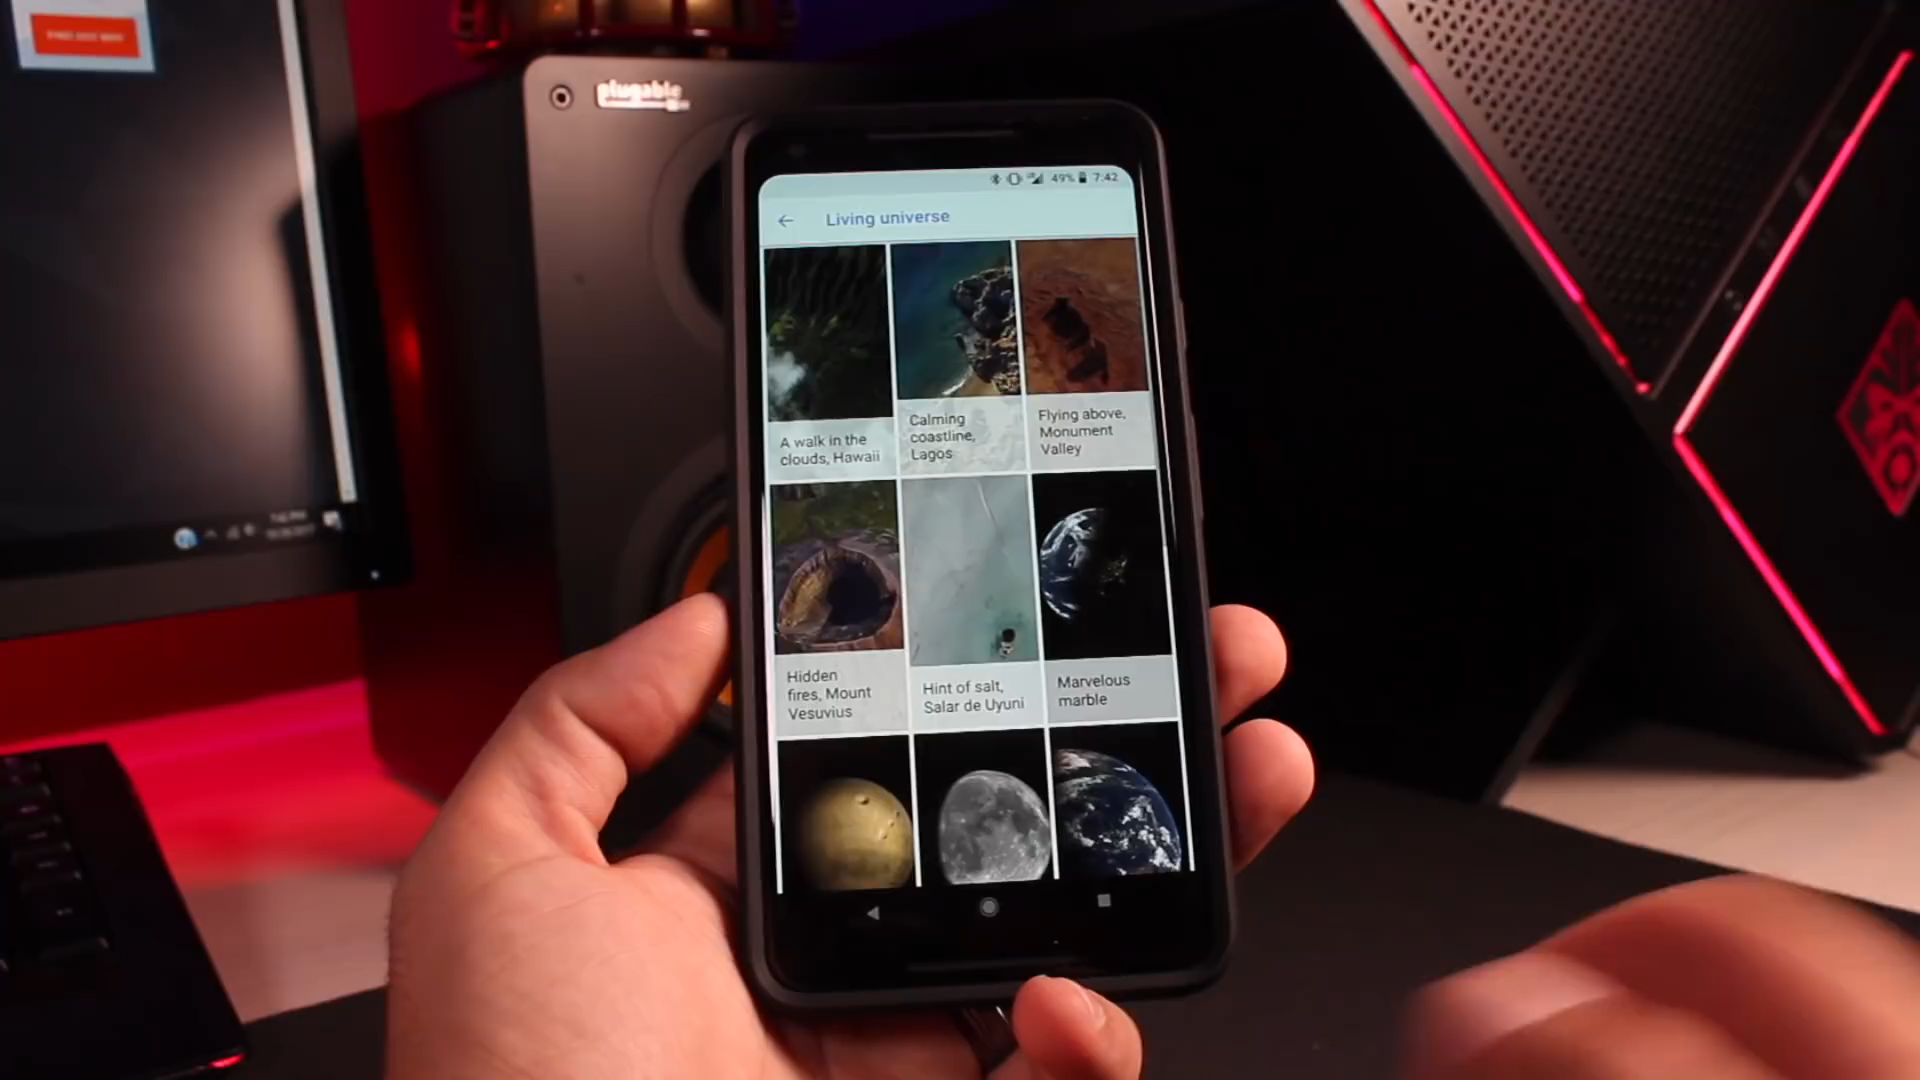 plugable
49% 7:42
Living universe
A walk in the
clouds, Hawaii
Calming
coastline,
Lagos
Flying above,
Monument
Valley
Hidden
fires, Mount
Vesuvius
Hint of salt,
Salar de Uyuni
Marvelous
marble